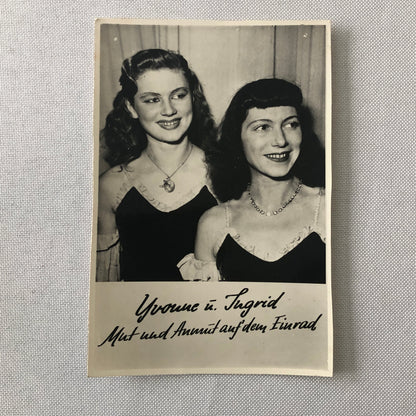 Yvonne u. Ingrid
Mut und Anmut auf dem Einrad